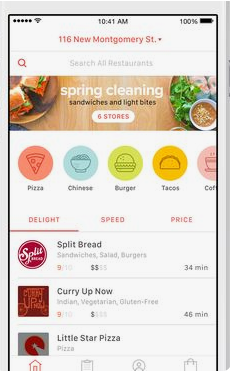 10:41 AM
100%
116 New Montgomery St.
Search All Restaurants
spring cleaning
sandwiches and light bites
6 STORES
Pizza
Chinese
Burger
Tacos
Cof
DELIGHT
SPEED
PRICE
Split
BREAD
Split Bread
Sandwiches, Salad, Burgers
9/10
$$$$
34 min
Curry Up Now
Indian, Vegetarian, Gluten-Free
9/10
$$$$
46 min
Little Star Pizza
Pizza